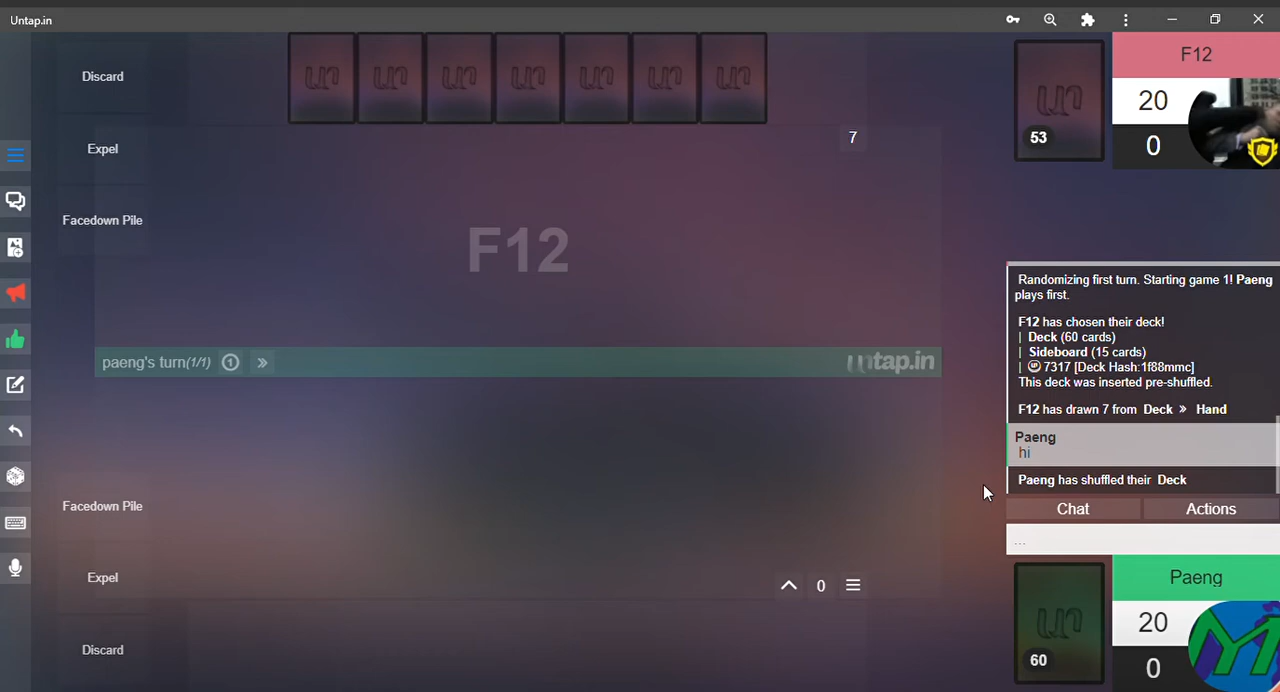 Untap.in
F12
20
0
53
Discard
Expel
7
Facedown Pile
F12
Randomizing first turn. Starting game 1! Paeng
plays first.
F12 has chosen their deck!
| Deck (60 cards)
| Sideboard (15 cards)
| 7317 [Deck Hash:1f88mmc]
This deck was inserted pre-shuffled.
F12 has drawn 7 from Deck » Hand
Paeng
hi
Paeng has shuffled their Deck
paeng's turn(1/1) 1 »
untap.in
Chat
Actions
...
Facedown Pile
Expel
0
Discard
Paeng
20
0
60